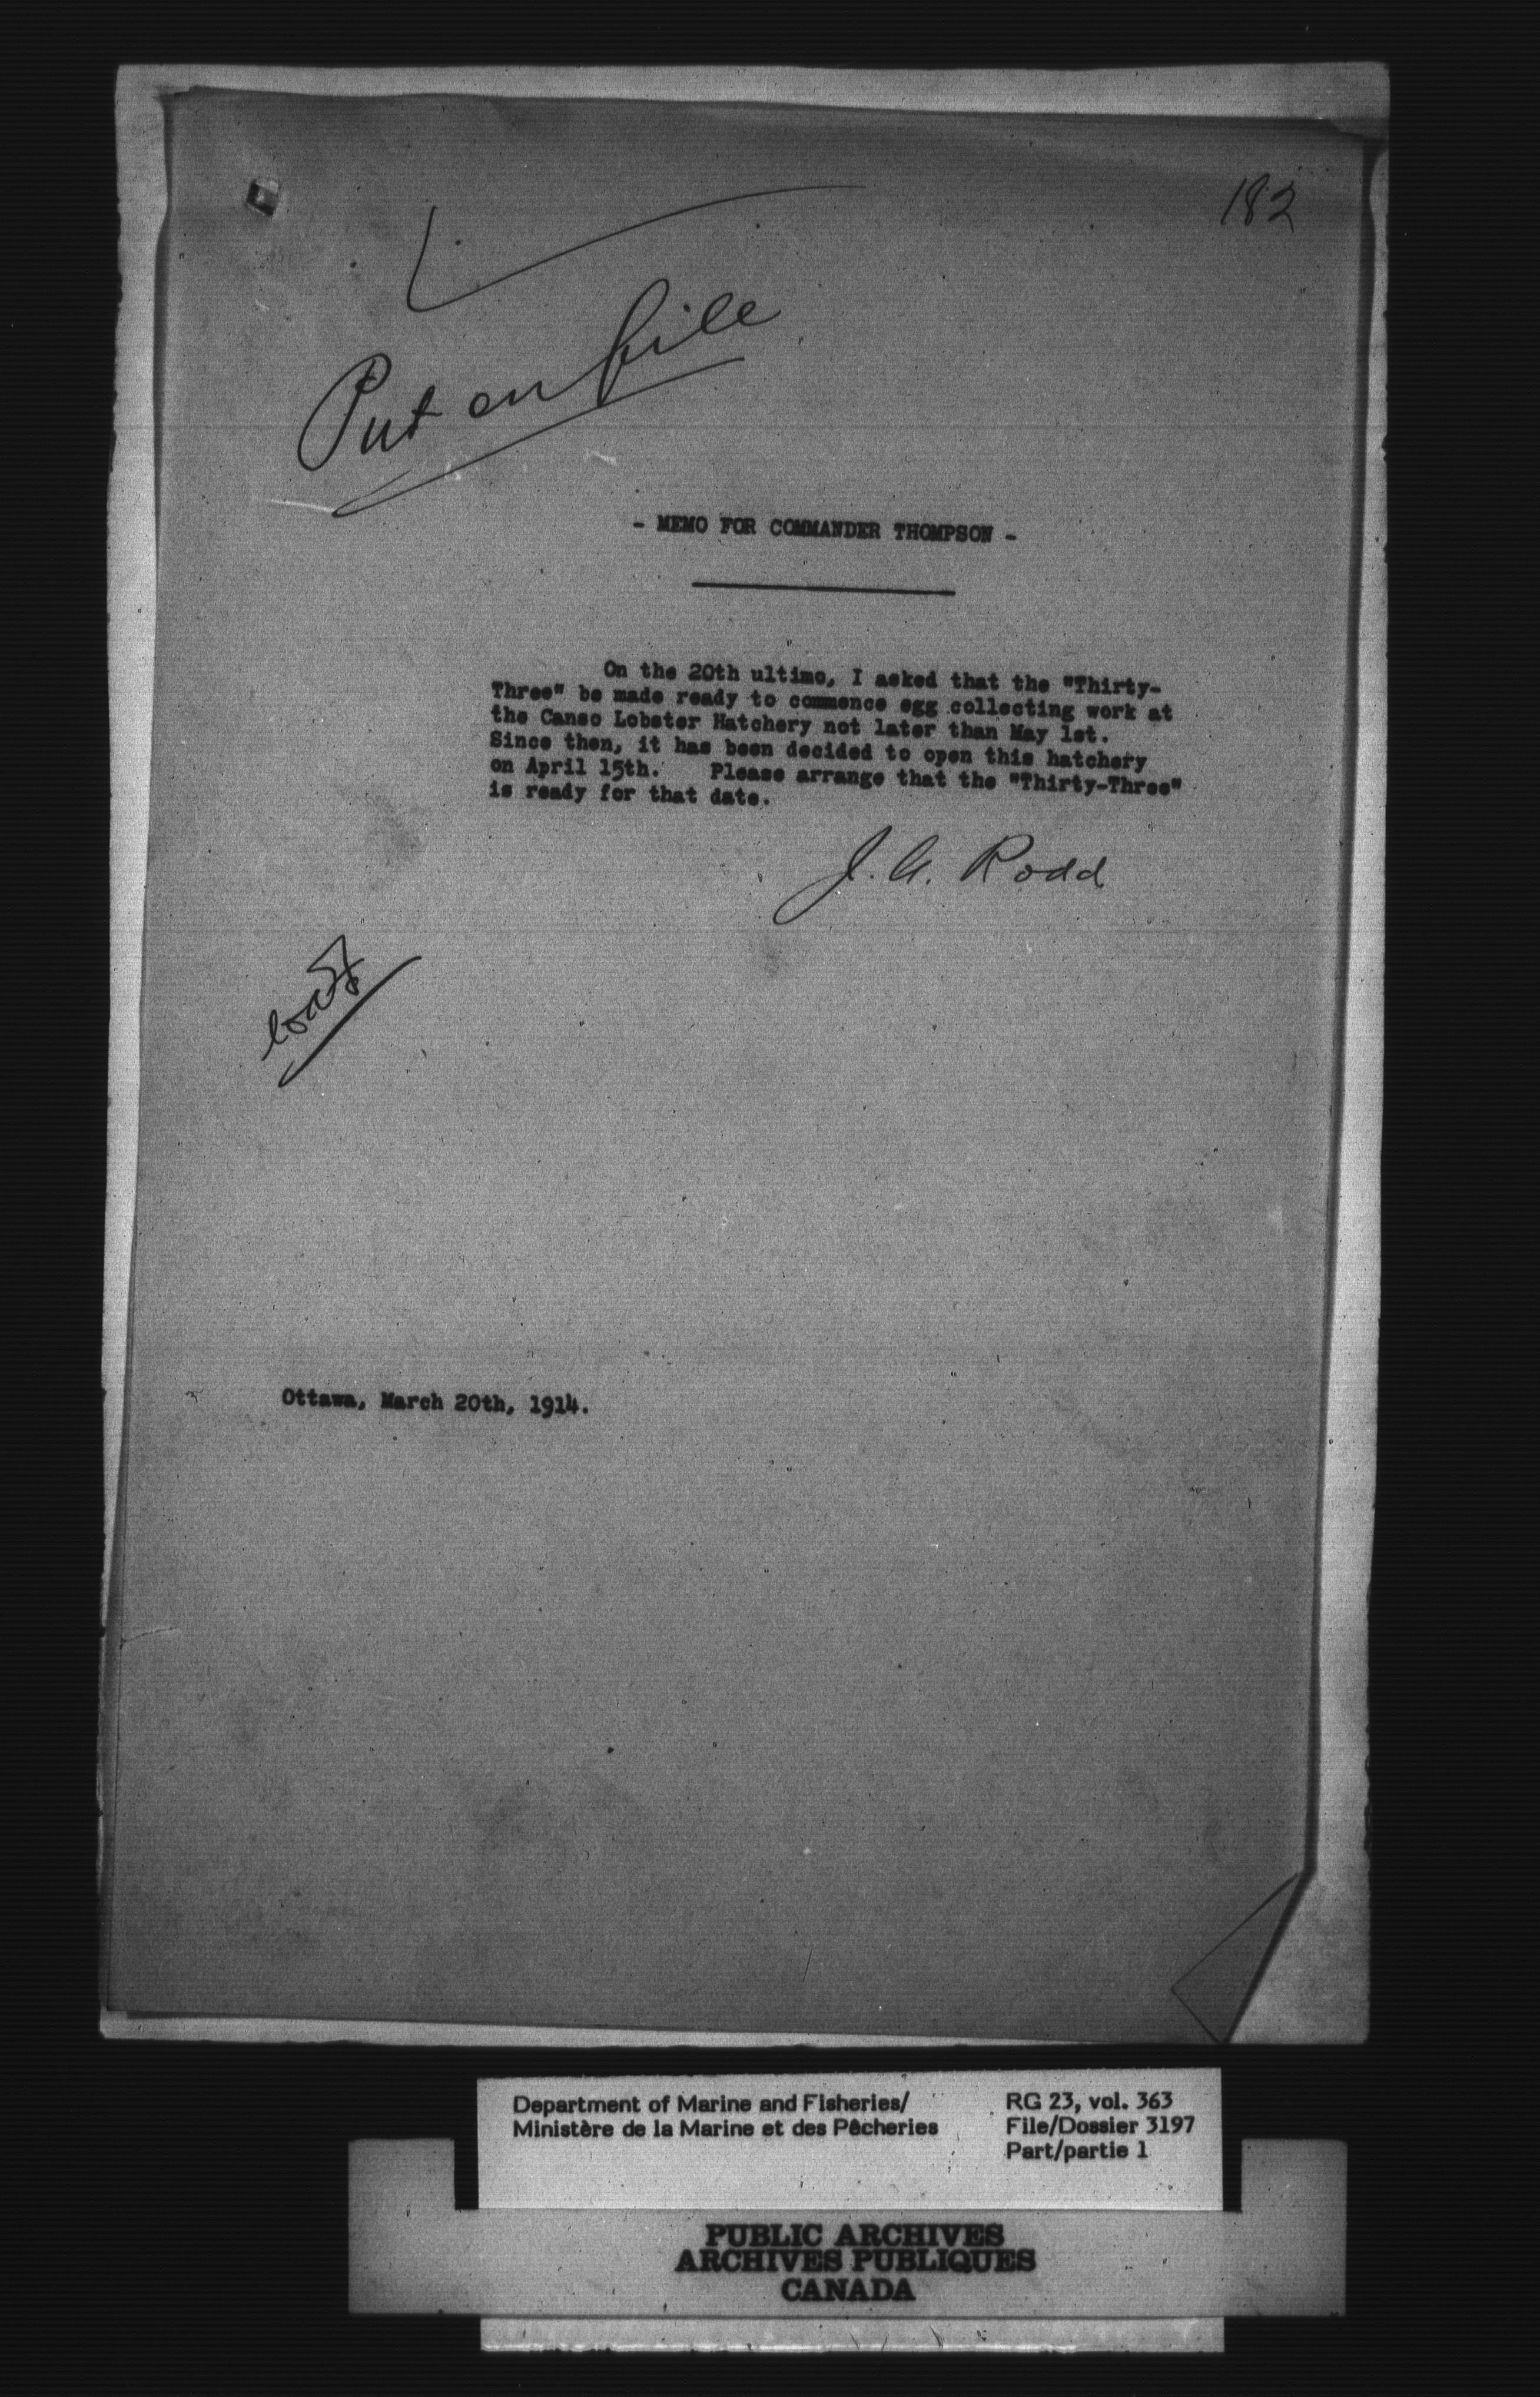 182
Put on file
- MEMO FOR COMMANDER THOMPSON -
On the 20th ultimo, I asked that the "Thirty-
Three" be made ready to commence egg collecting work at
the Canso Lobster Hatchery not later than May 1st.
Since then, it has been decided to open this hatchery
on April 15th. Please arrange that the "Thirty-Three"
is ready for that date.
J. A. Rodd
Ottawa, March 20th, 1914.
Department of Marine and Fisheries/
Ministère de la Marine et des Pêcheries
RG 23, vol. 363
File/Dossier 3197
Part/partie 1
PUBLIC ARCHIVES
ARCHIVES PUBLIQUES
CANADA